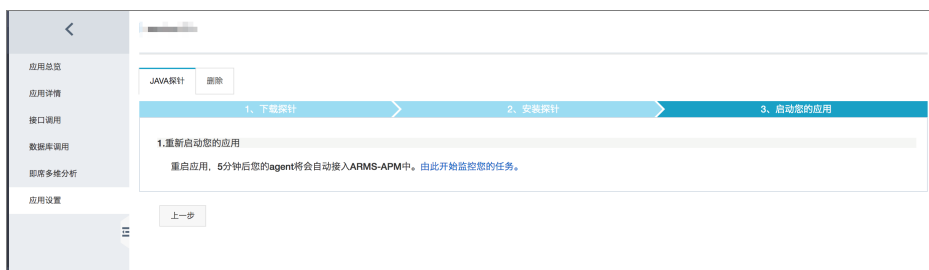 应用总览
应用详情
接口调用
数据库调用
即席多维分析
应用设置
JAVA探针 删除
1、下载探针 2、安装探针 3、启动您的应用
1.重新启动您的应用
重启应用，5分钟后您的agent将会自动接入ARMS-APM中。由此开始监控您的任务。
上一步